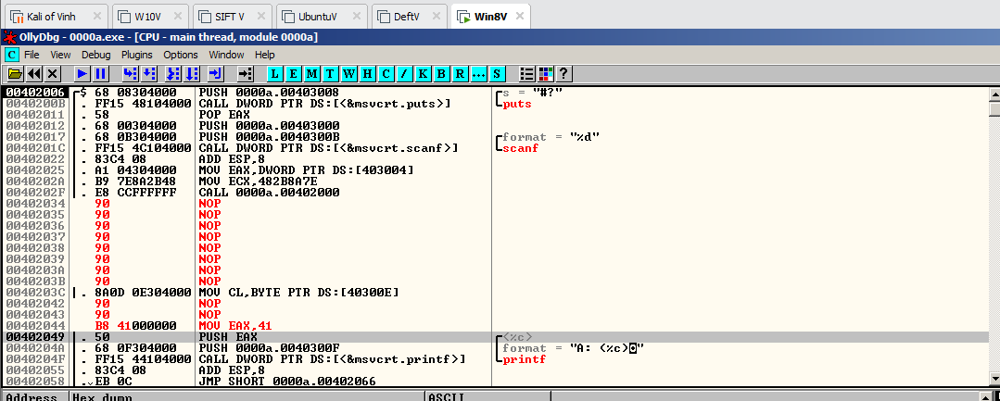 Kali of Vinh × W10V × SIFT V × UbuntuV × DeftV × Win8V ×
OllyDbg - 0000a.exe - [CPU - main thread, module 0000a]
C File View Debug Plugins Options Window Help
L E M T W H C / K B R ... S ?
00402006 $ 68 08304000 PUSH 0000a.00403008 s = "#?"
0040200B . FF15 48104000 CALL DWORD PTR DS:[<&msvcrt.puts>] puts
00402011 . 58 POP EAX
00402012 . 68 00304000 PUSH 0000a.00403000
00402017 . 68 0B304000 PUSH 0000a.0040300B format = "%d"
0040201C . FF15 4C104000 CALL DWORD PTR DS:[<&msvcrt.scanf>] scanf
00402022 . 83C4 08 ADD ESP,8
00402025 . A1 04304000 MOV EAX,DWORD PTR DS:[403004]
0040202A . B9 7E8A2B48 MOV ECX,482B8A7E
0040202F . E8 CCFFFFFF CALL 0000a.00402000
00402034 90 NOP
00402035 90 NOP
00402036 90 NOP
00402037 90 NOP
00402038 90 NOP
00402039 90 NOP
0040203A 90 NOP
0040203B 90 NOP
0040203C . 8A0D 0E304000 MOV CL,BYTE PTR DS:[40300E]
00402042 90 NOP
00402043 90 NOP
00402044 B8 41000000 MOV EAX,41
00402049 . 50 PUSH EAX <%c>
0040204A . 68 0F304000 PUSH 0000a.0040300F format = "A: (%c)◘"
0040204F . FF15 44104000 CALL DWORD PTR DS:[<&msvcrt.printf>] printf
00402055 . 83C4 08 ADD ESP,8
00402058 .v EB 0C JMP SHORT 0000a.00402066
Address Hex dump ASCII